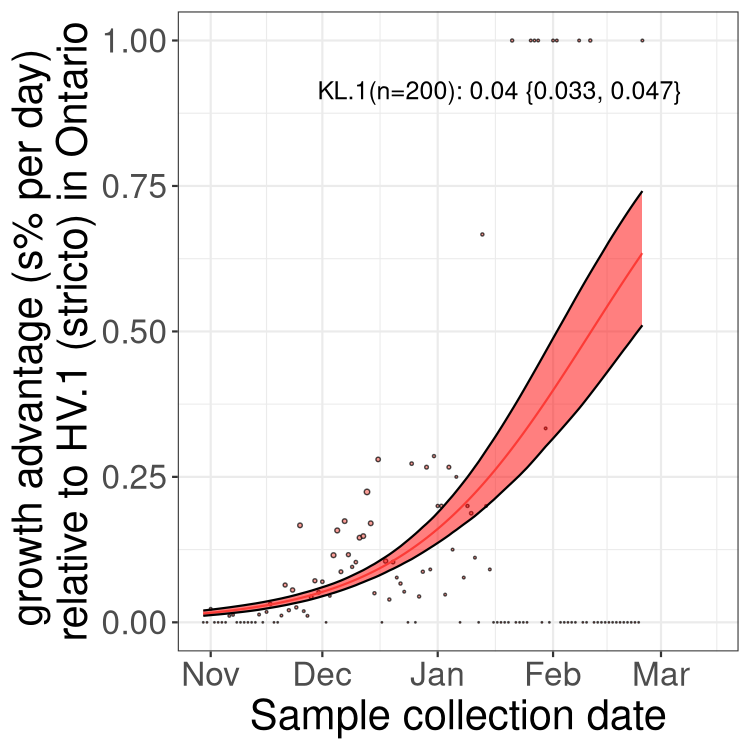 growth advantage (s% per day)
relative to HV.1 (stricto) in Ontario
1.00
0.75
0.50
0.25
0.00
KL.1(n=200): 0.04 {0.033, 0.047}
Nov Dec Jan Feb Mar
Sample collection date